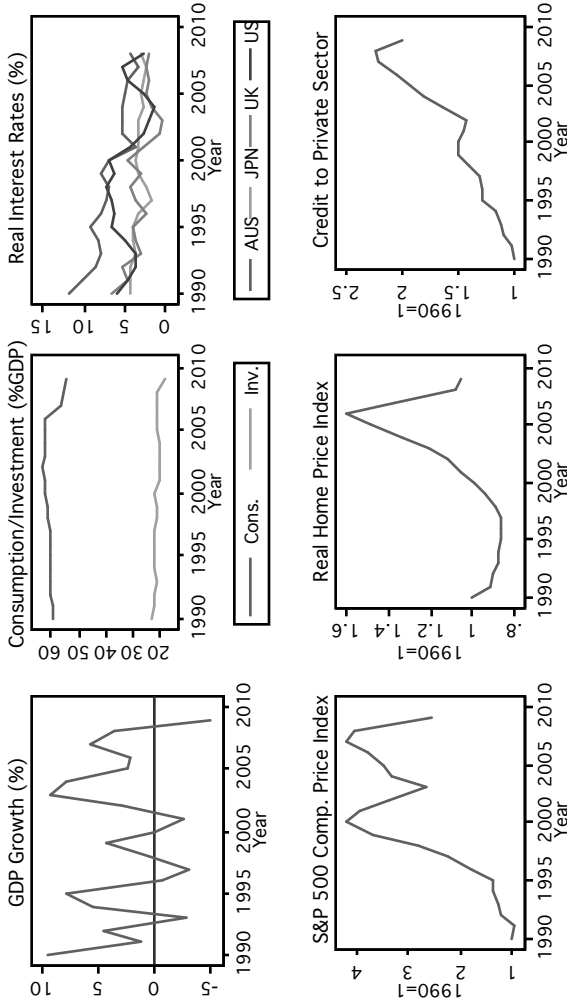 GDP Growth (%)
10
5
0
-5
1990 1995 2000 2005 2010
Year
Consumption/Investment (%GDP)
60
50
40
30
20
1990 1995 2000 2005 2010
Year
Cons. Inv.
Real Interest Rates (%)
15
10
5
0
1990 1995 2000 2005 2010
Year
AUS JPN UK US
S&P 500 Comp. Price Index
1990=1
4
3
2
1
1990 1995 2000 2005 2010
Year
Real Home Price Index
1990=1
1.6
1.4
1.2
1
.8
1990 1995 2000 2005 2010
Year
Credit to Private Sector
1990=1
2.5
2
1.5
1
1990 1995 2000 2005 2010
Year